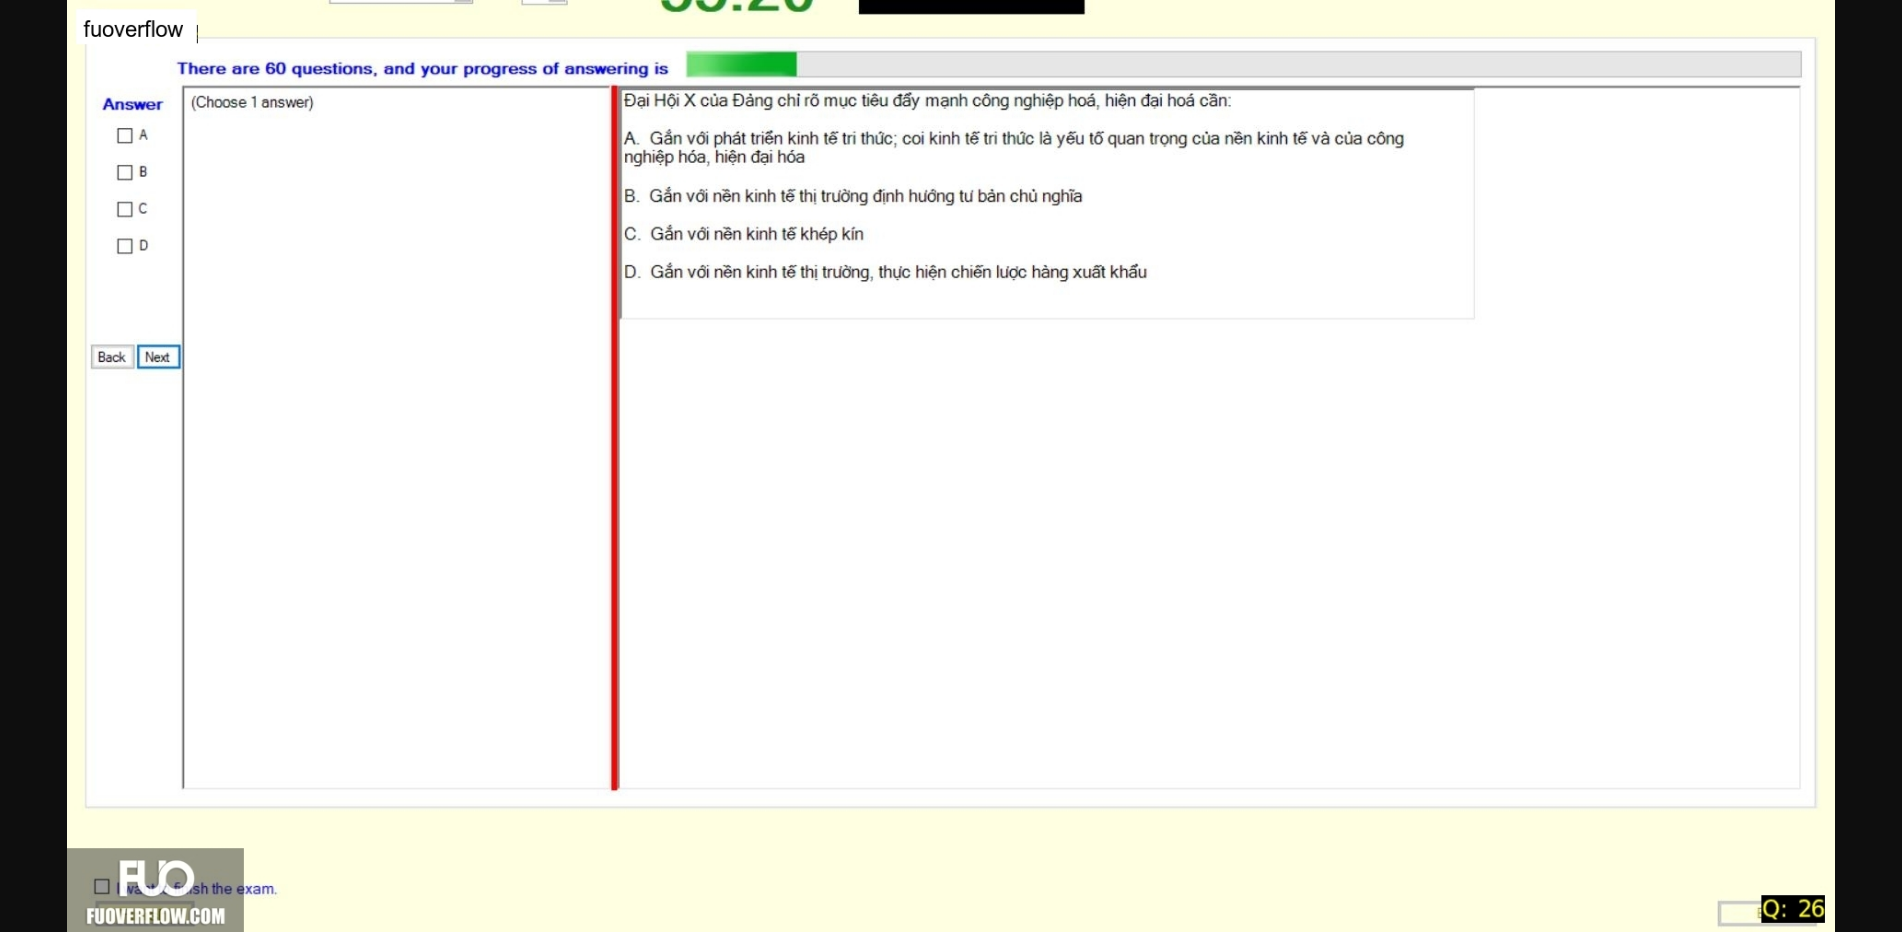 fuoverflow
There are 60 questions, and your progress of answering is
Answer
(Choose 1 answer)
A
B
C
D
Back
Next
Đại Hội X của Đảng chỉ rõ mục tiêu đẩy mạnh công nghiệp hoá, hiện đại hoá cần:
A. Gắn với phát triển kinh tế tri thức; coi kinh tế tri thức là yếu tố quan trọng của nền kinh tế và của công
nghiệp hóa, hiện đại hóa
B. Gắn với nền kinh tế thị trường định hướng tư bản chủ nghĩa
C. Gắn với nền kinh tế khép kín
D. Gắn với nền kinh tế thị trường, thực hiện chiến lược hàng xuất khẩu
FUO
the exam.
FUOVERFLOW.COM
Q: 26